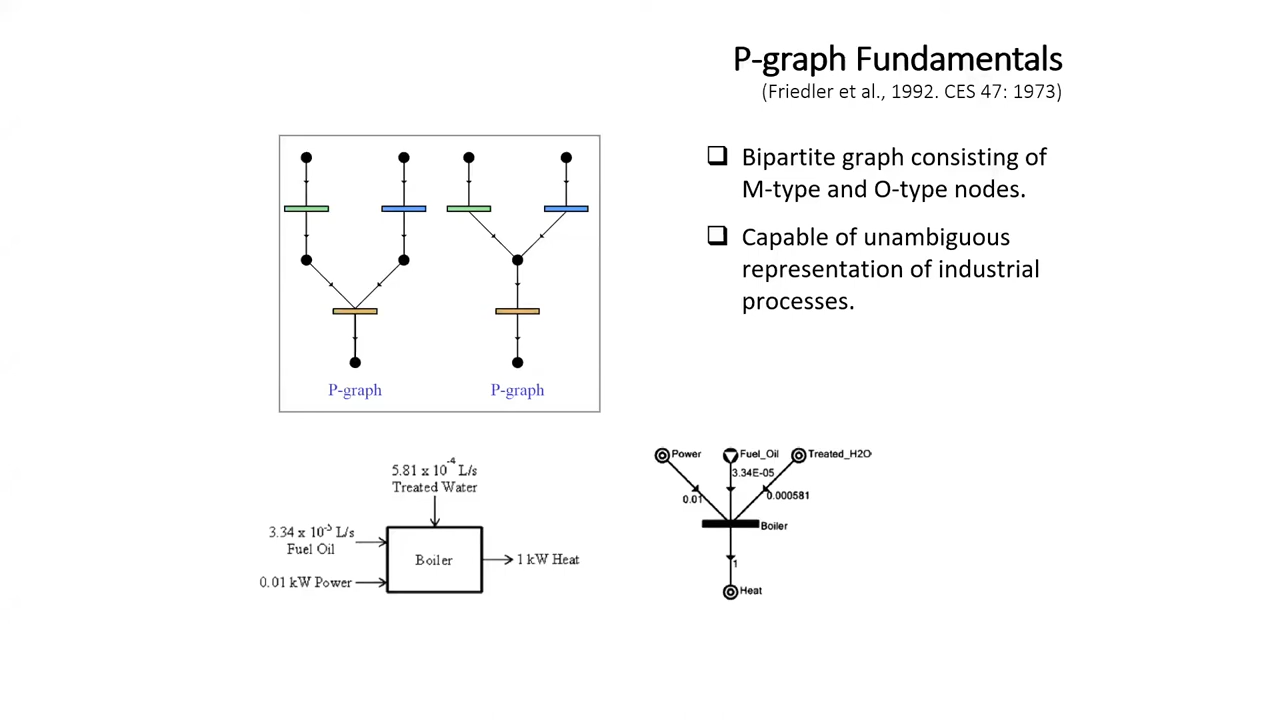 P-graph Fundamentals
(Friedler et al., 1992. CES 47: 1973)
❑ Bipartite graph consisting of
M-type and O-type nodes.
❑ Capable of unambiguous
representation of industrial
processes.
P-graph
P-graph
5.81 x 10⁻⁴ L/s
Treated Water
3.34 x 10⁻⁵ L/s
Fuel Oil
0.01 kW Power
Boiler
1 kW Heat
Power
Fuel_Oil
Treated_H2O
3.34E-05
0.01
0.000581
Boiler
1
Heat